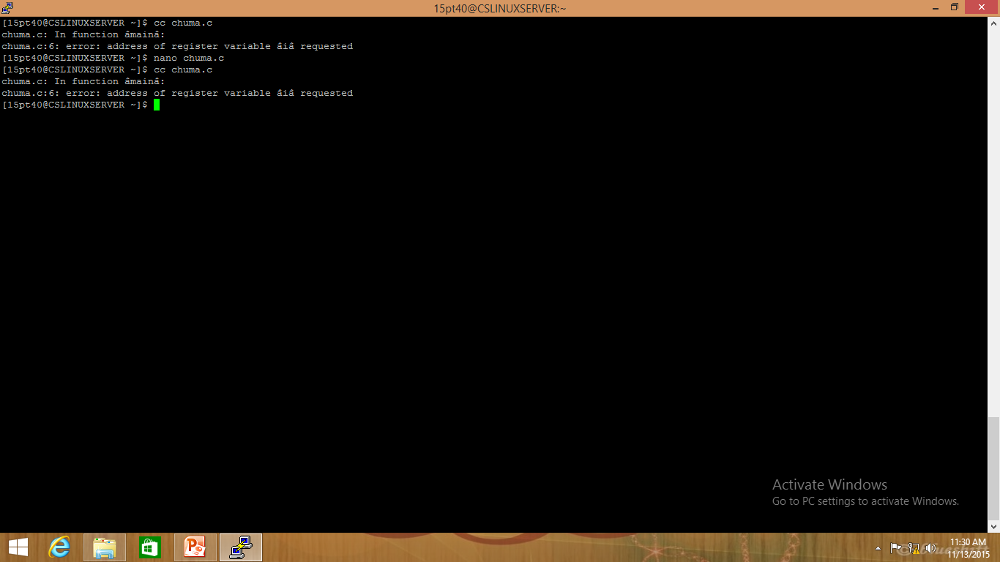 15pt40@CSLINUXSERVER:~
[15pt40@CSLINUXSERVER ~]$ cc chuma.c
chuma.c: In function âmainâ:
chuma.c:6: error: address of register variable âiâ requested
[15pt40@CSLINUXSERVER ~]$ nano chuma.c
[15pt40@CSLINUXSERVER ~]$ cc chuma.c
chuma.c: In function âmainâ:
chuma.c:6: error: address of register variable âiâ requested
[15pt40@CSLINUXSERVER ~]$
Activate Windows
Go to PC settings to activate Windows.
11:30 AM
11/13/2015